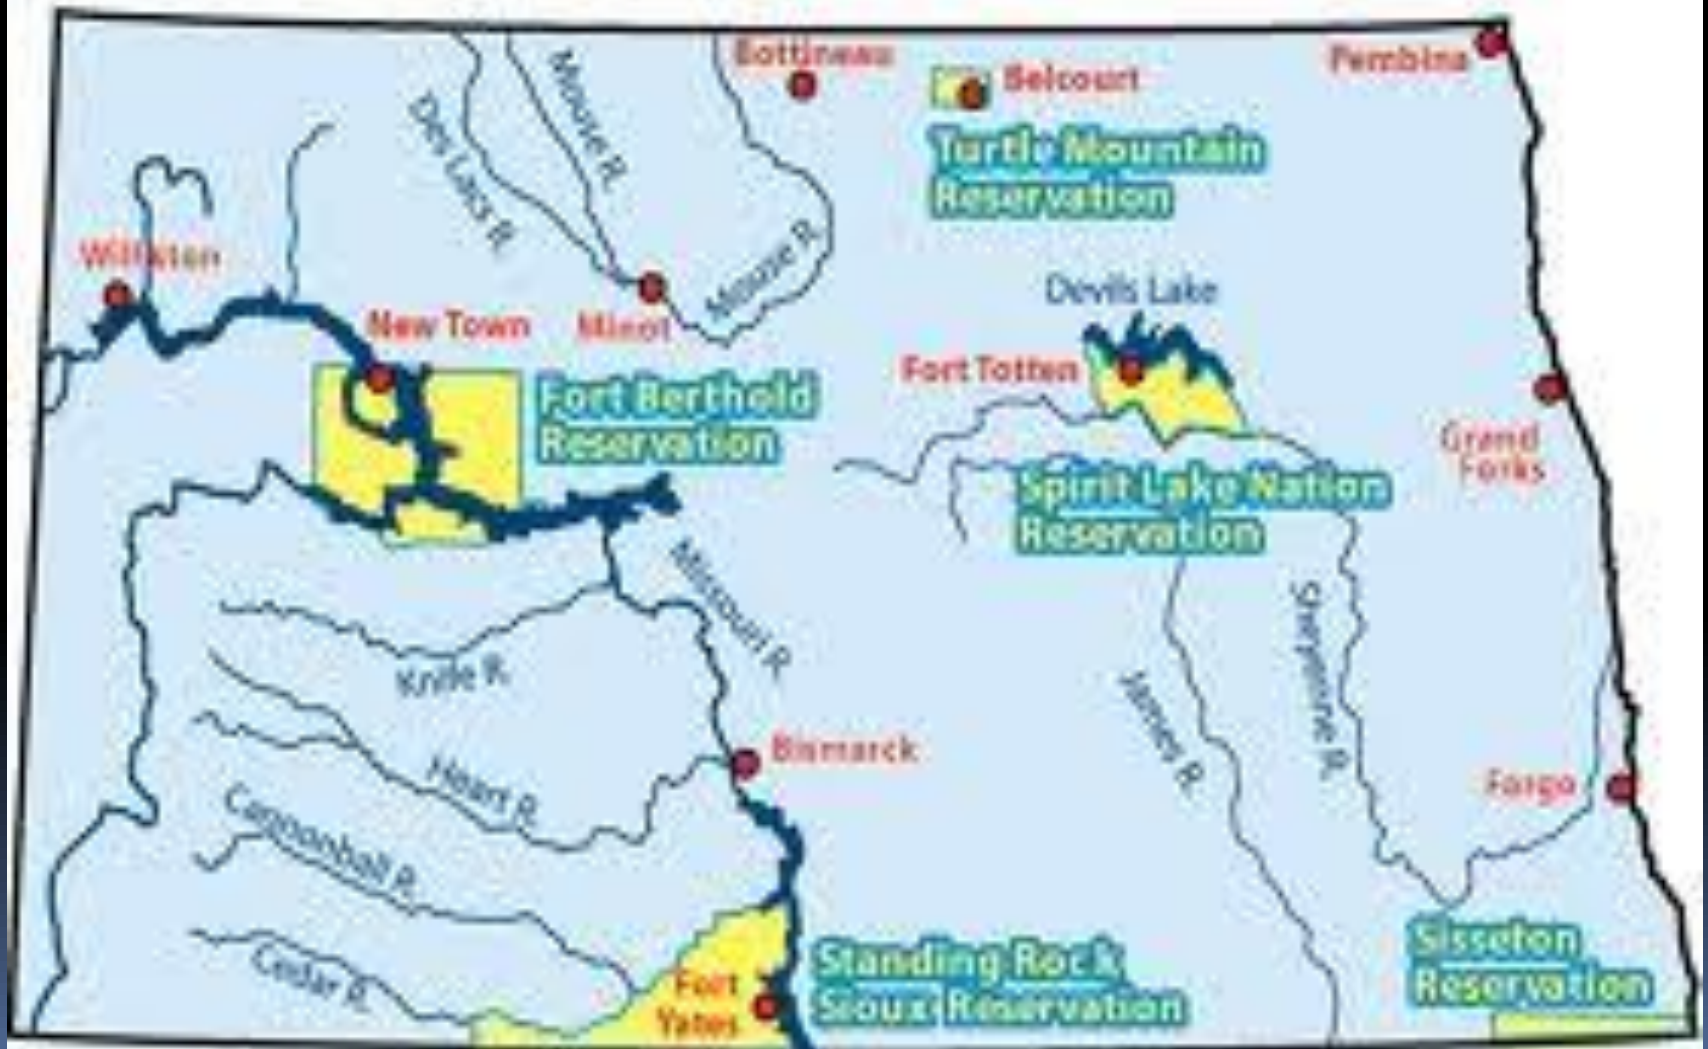 Bottineau
Pembina
Belcourt
Turtle Mountain
Reservation
Des Lacs R.
Mouse R.
Mouse R.
Williston
Devils Lake
New Town
Minot
Fort Totten
Fort Berthold
Reservation
Grand
Forks
Spirit Lake Nation
Reservation
Missouri R.
Knife R.
Sheyenne R.
James R.
Bismarck
Heart R.
Fargo
Cannonball R.
Cedar R.
Standing Rock
Sioux Reservation
Fort
Yates
Sisseton
Reservation